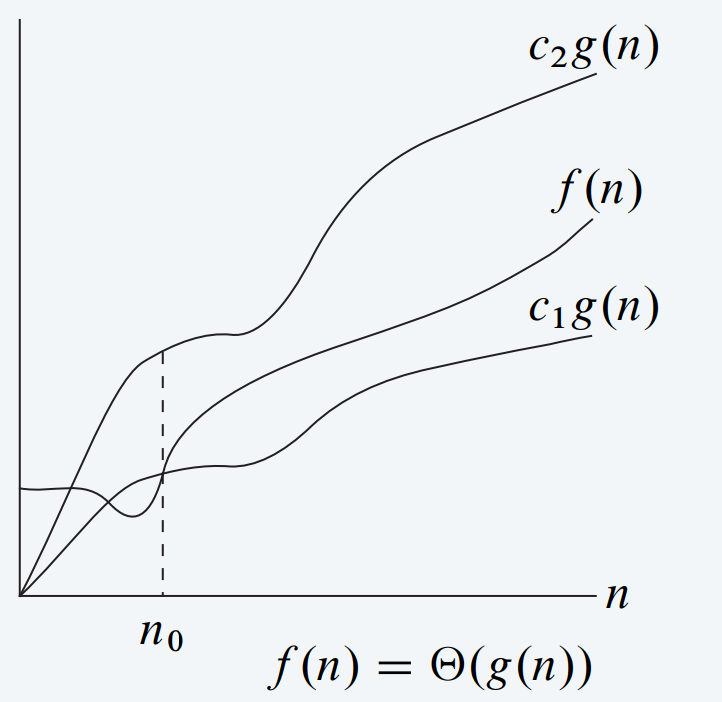 c₂g(n)
f(n)
c₁g(n)
n
n₀
f(n) = Θ(g(n))